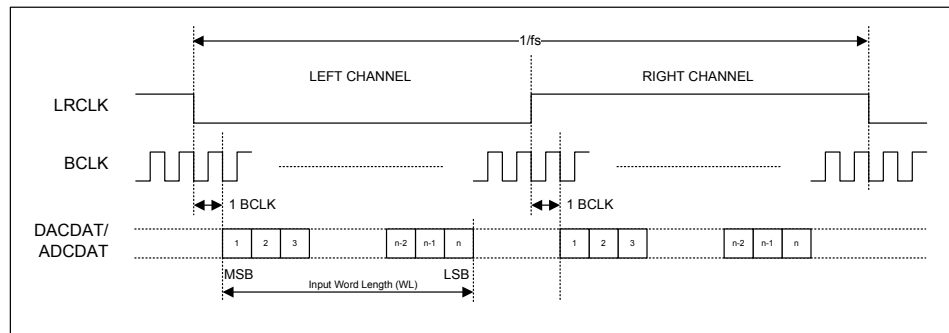 1/fs
LEFT CHANNEL
RIGHT CHANNEL
LRCLK
BCLK
1 BCLK
1 BCLK
DACDAT/
ADCDAT
1 2 3 n-2 n-1 n 1 2 3 n-2 n-1 n
MSB LSB
Input Word Length (WL)